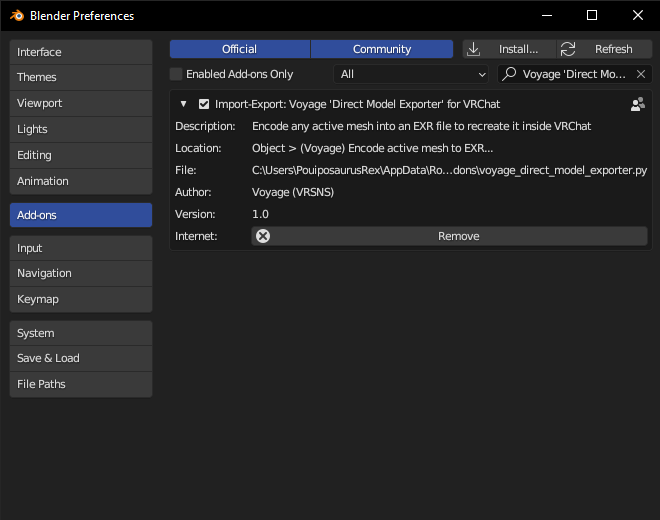 Blender Preferences
Interface
Themes
Viewport
Lights
Editing
Animation
Add-ons
Input
Navigation
Keymap
System
Save & Load
File Paths
Official Community Install... Refresh
Enabled Add-ons Only All Voyage 'Direct Mo...
Import-Export: Voyage 'Direct Model Exporter' for VRChat
Description: Encode any active mesh into an EXR file to recreate it inside VRChat
Location: Object > (Voyage) Encode active mesh to EXR...
File: C:\Users\PouiposaurusRex\AppData\Ro...dons\voyage_direct_model_exporter.py
Author: Voyage (VRSNS)
Version: 1.0
Internet: Remove